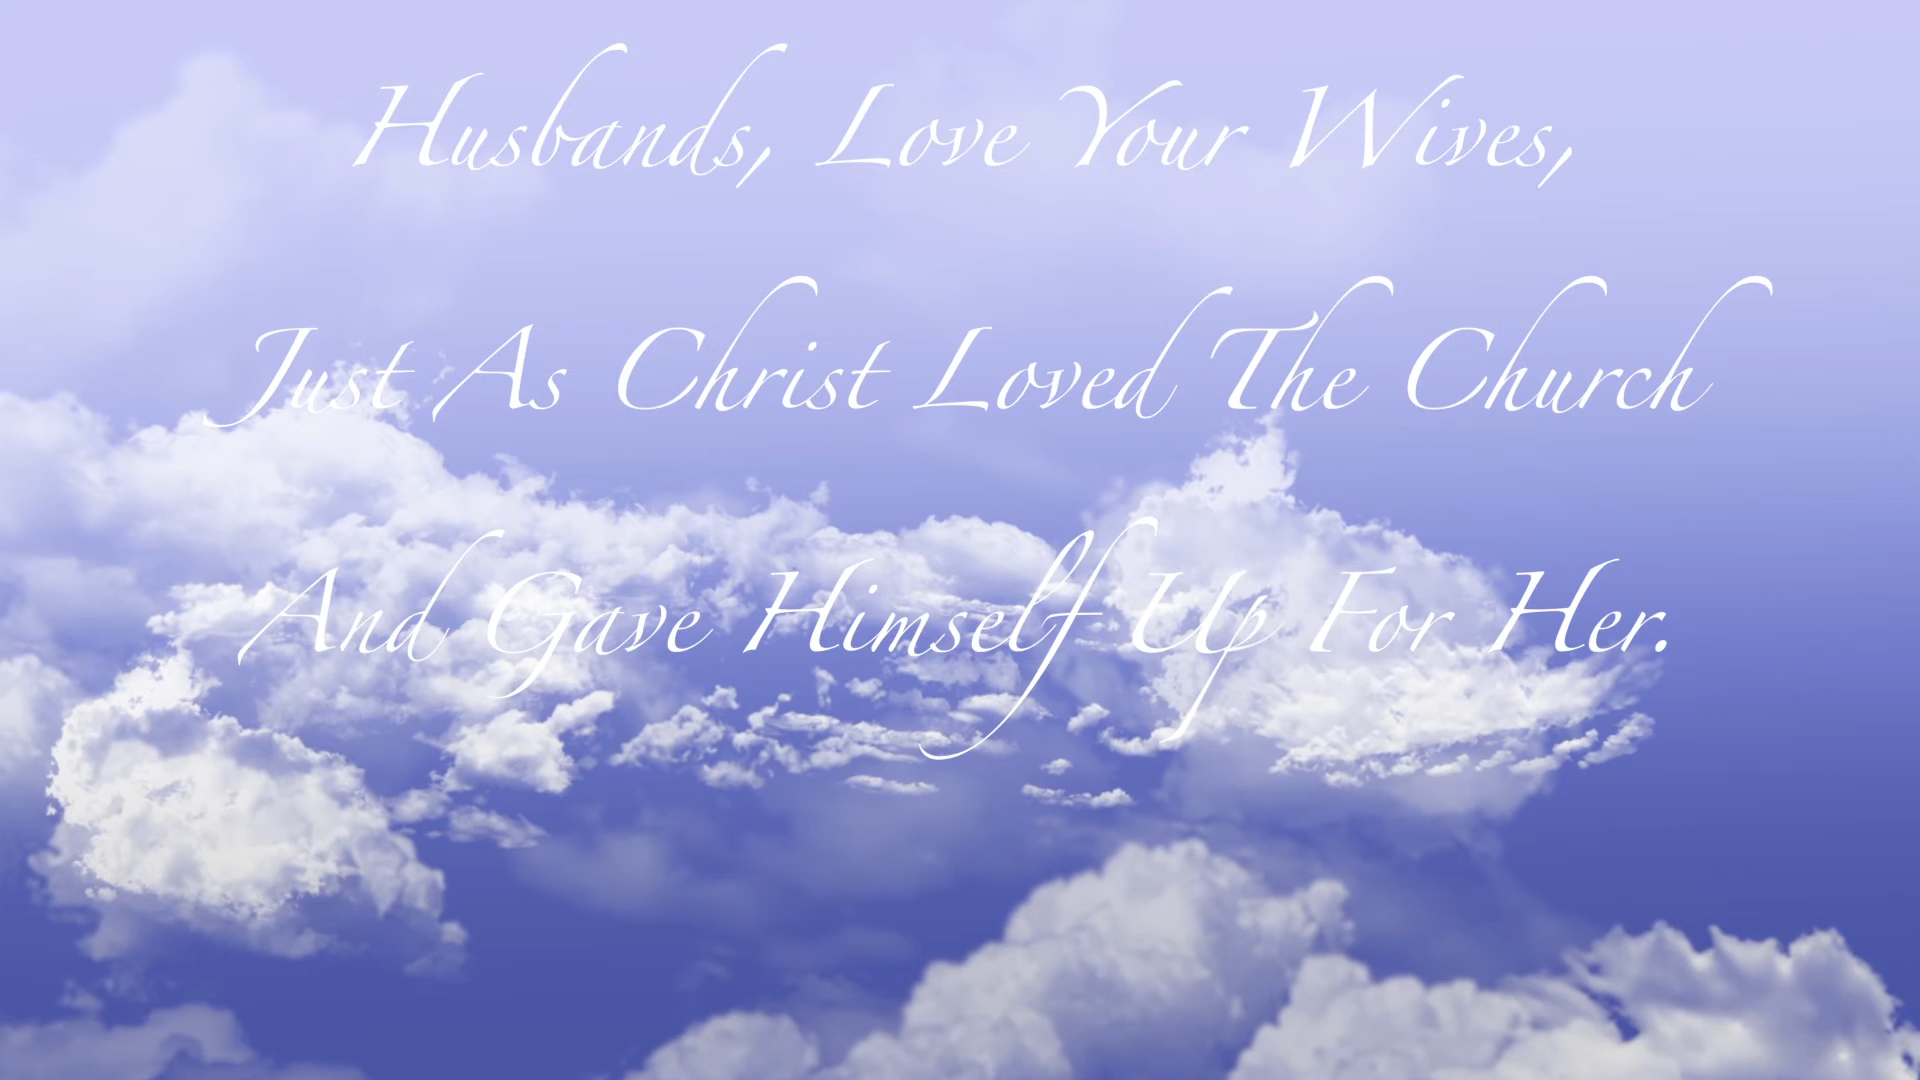 Husbands, Love Your Wives,
Just As Christ Loved The Church
And Gave Himself Up For Her.